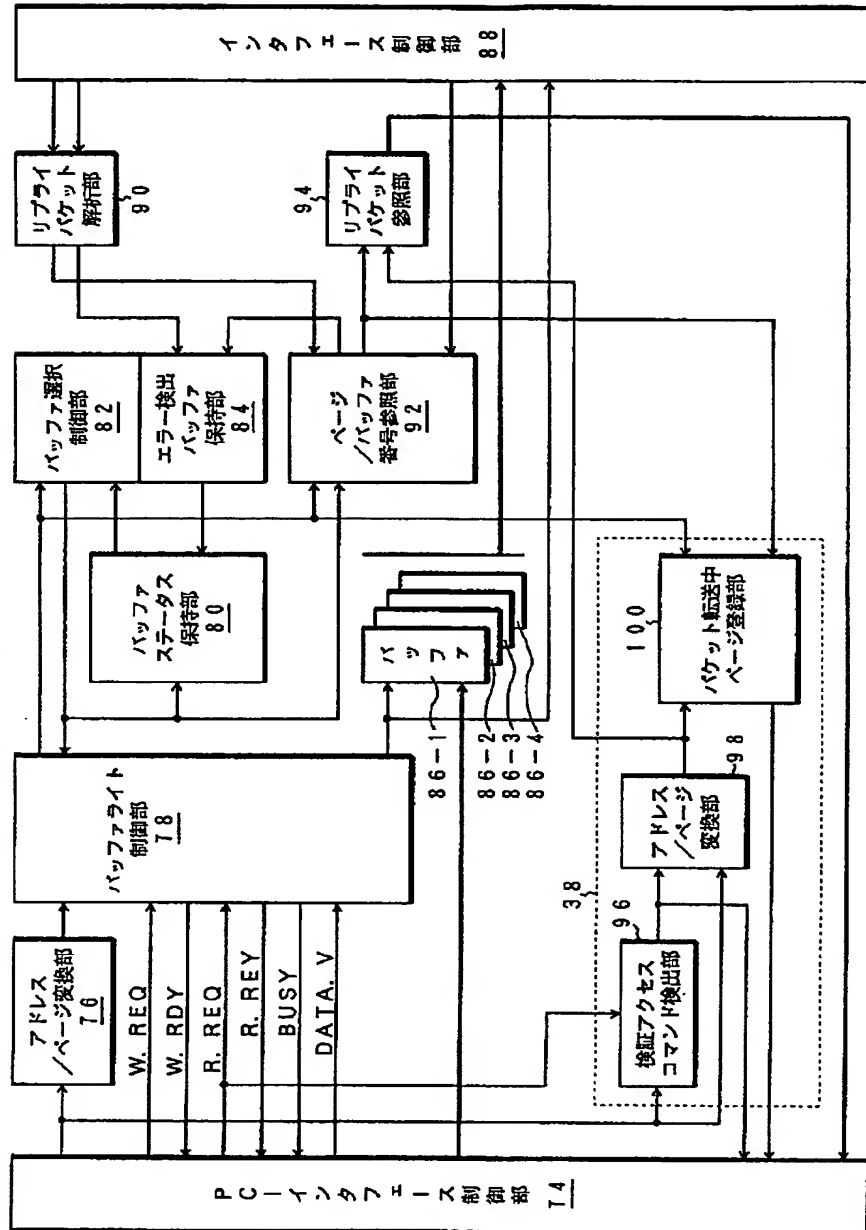 PCIインタフェース制御部
74
アドレス
/ページ変換部
76
W. REQ
W. RDY
R. REQ
R. REY
BUSY
DATA. V
バッファライト
制御部
78
バッファ
ステータス
保持部
80
バッファ選択
制御部
82
エラー検出
バッファ
保持部
84
リプライ
パケット
解析部
90
インタフェース制御部
88
ページ
/バッファ
番号参照部
92
リプライ
パケット
参照部
94
バッファ
86-1
86-2
86-3
86-4
38
検証アクセス
コマンド検出部
96
アドレス
/ページ
変換部
98
パケット転送中
ページ登録部
100